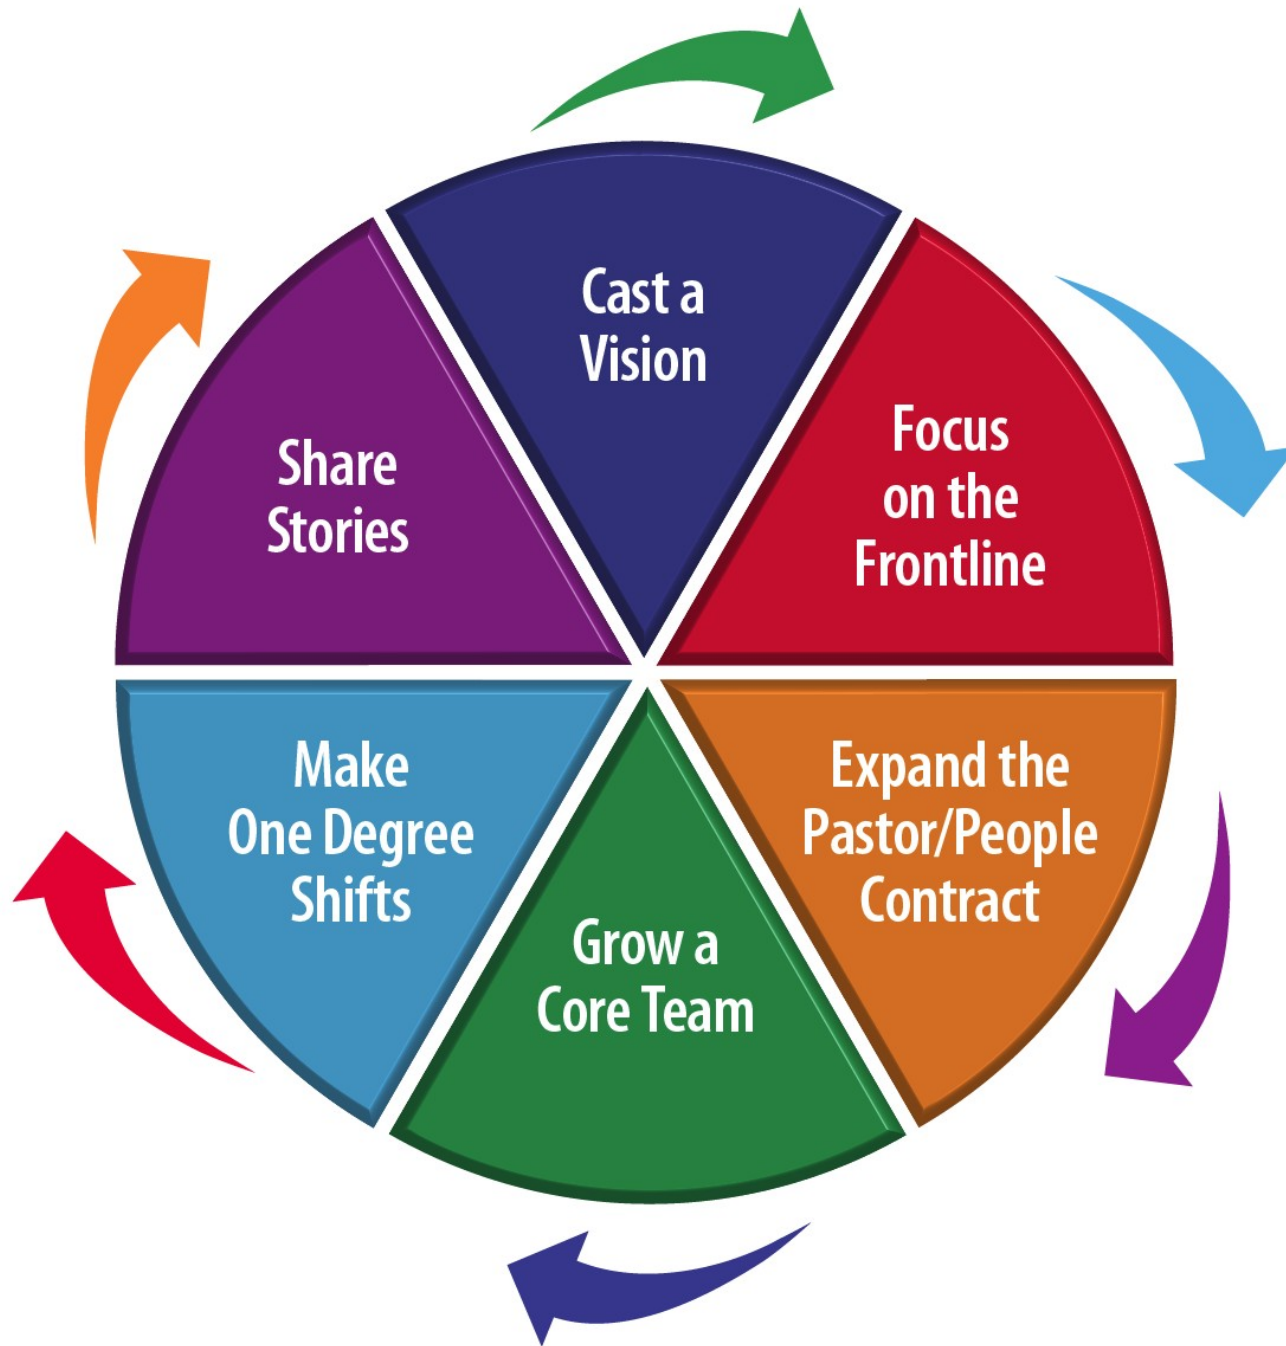 Cast a
Vision
Focus
on the
Frontline
Expand the
Pastor/People
Contract
Grow a
Core Team
Make
One Degree
Shifts
Share
Stories